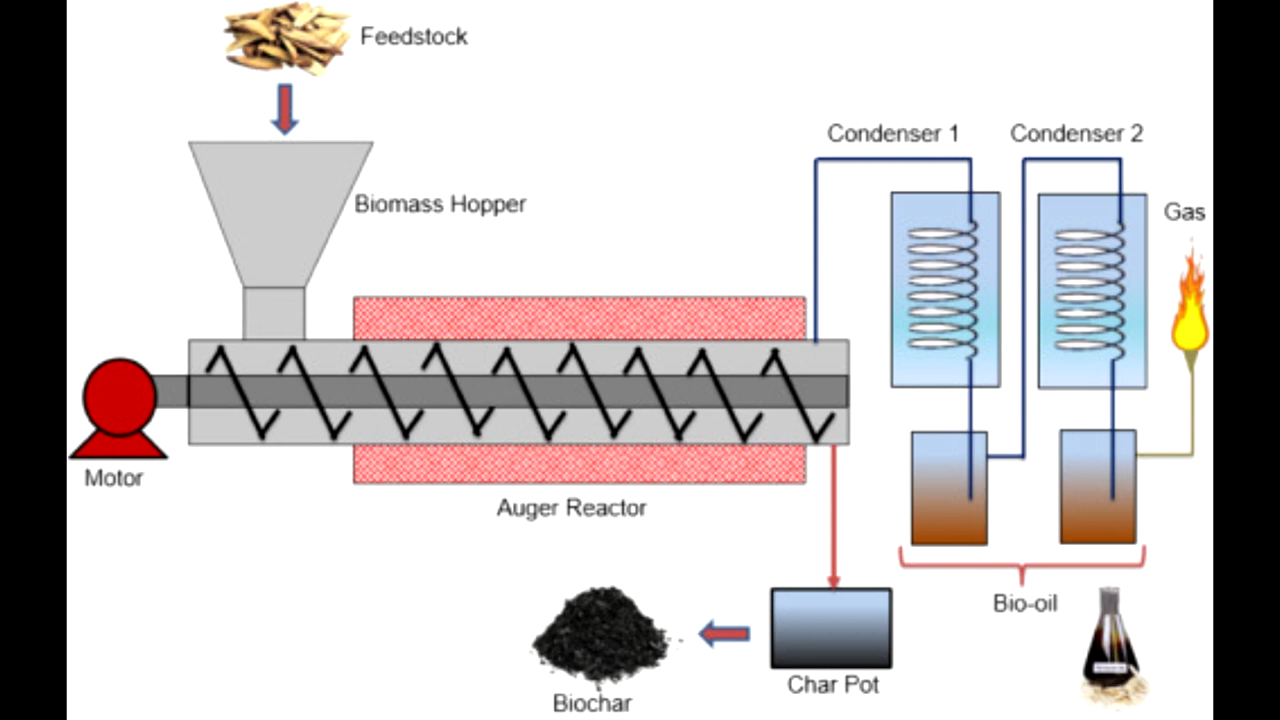 Feedstock
Condenser 1
Condenser 2
Biomass Hopper
Gas
Motor
Auger Reactor
Bio-oil
Char Pot
Biochar